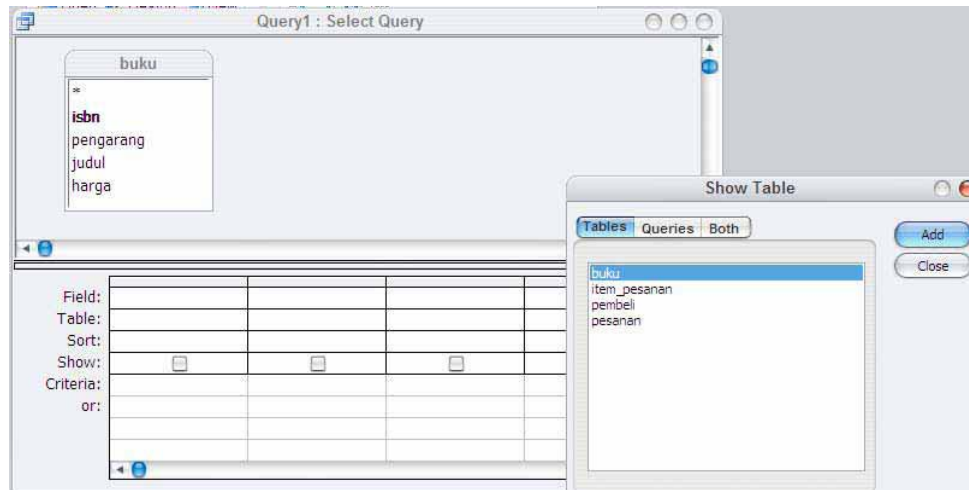 Query1 : Select Query
buku
*
isbn
pengarang
judul
harga
Show Table
Tables Queries Both
Add
Close
buku
item_pesanan
pembeli
pesanan
Field:
Table:
Sort:
Show:
Criteria:
or: